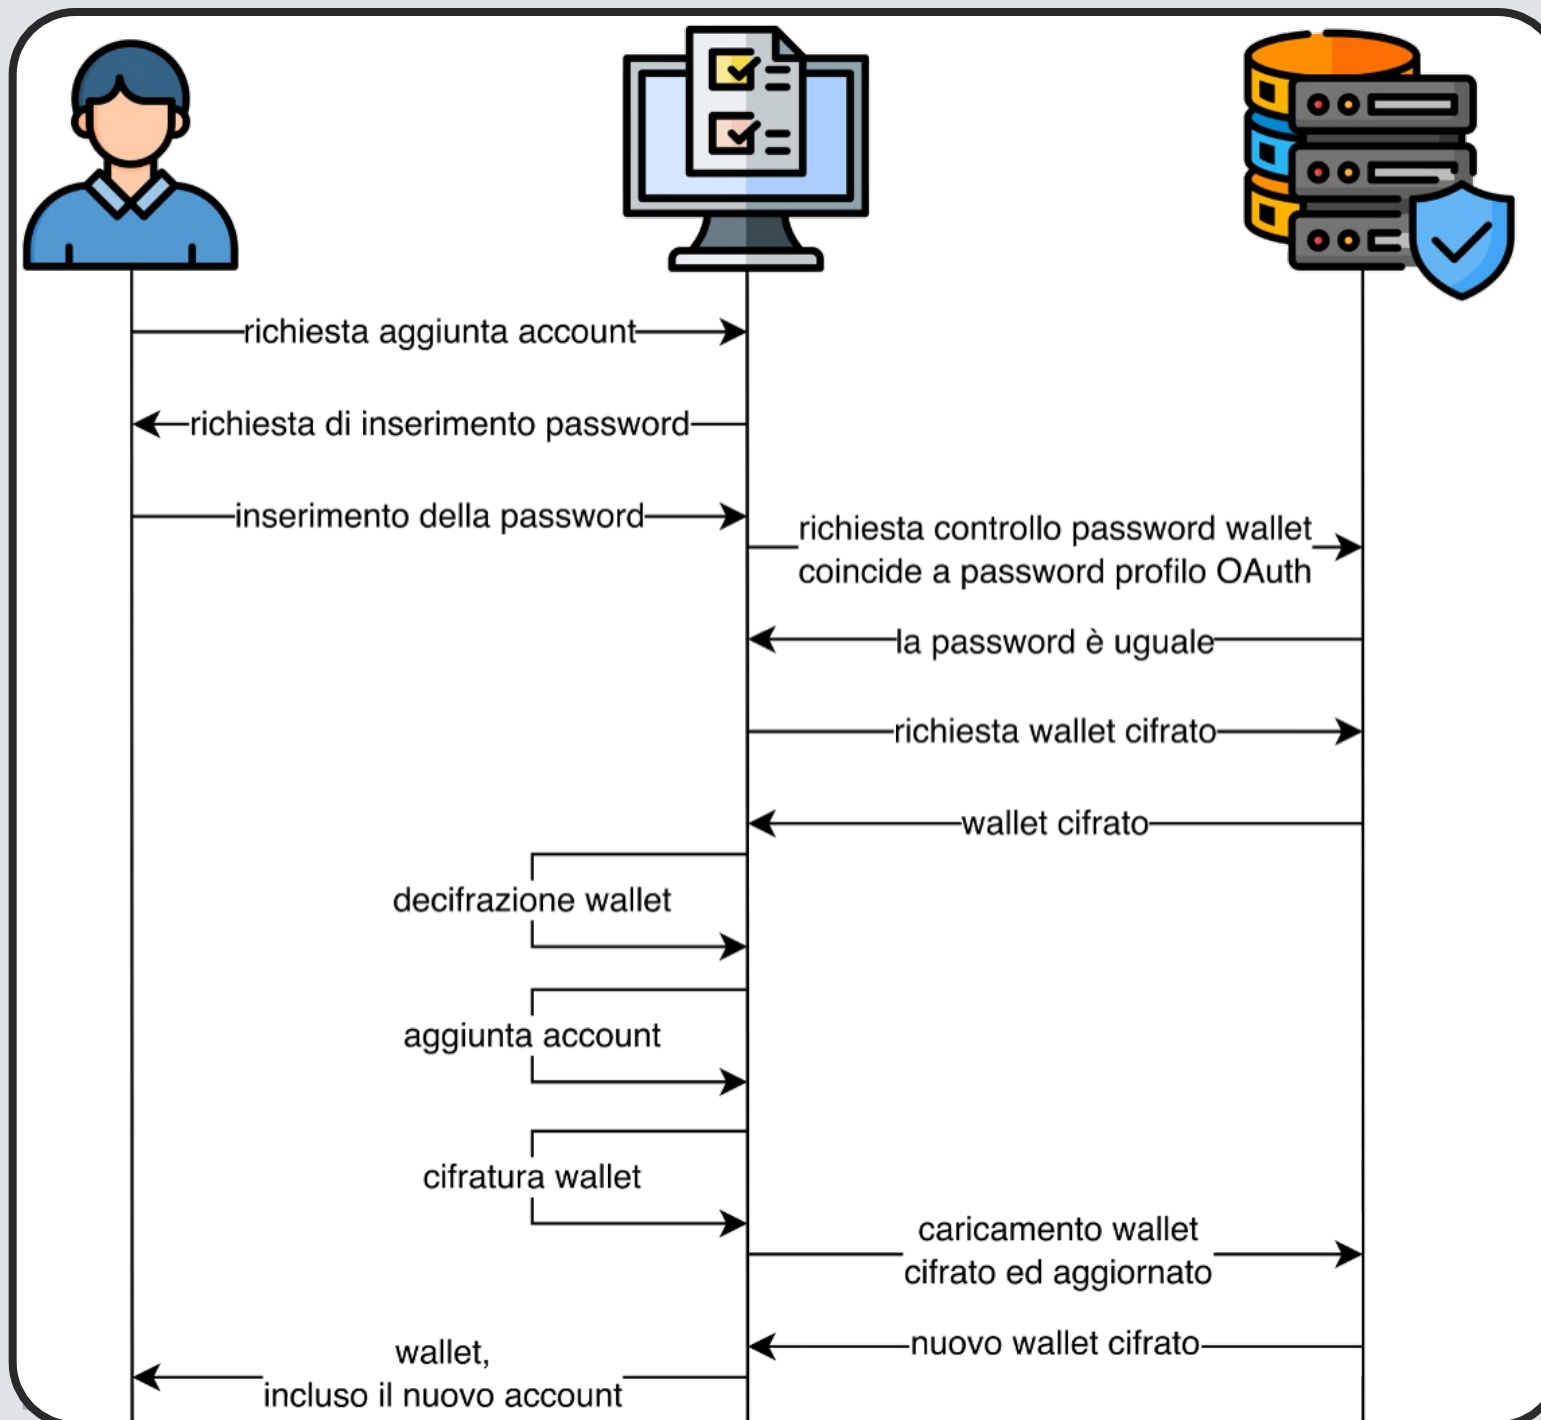 richiesta aggiunta account
richiesta di inserimento password
inserimento della password
richiesta controllo password wallet
coincide a password profilo OAuth
la password è uguale
richiesta wallet cifrato
wallet cifrato
decifrazione wallet
aggiunta account
cifratura wallet
caricamento wallet
cifrato ed aggiornato
nuovo wallet cifrato
wallet,
incluso il nuovo account